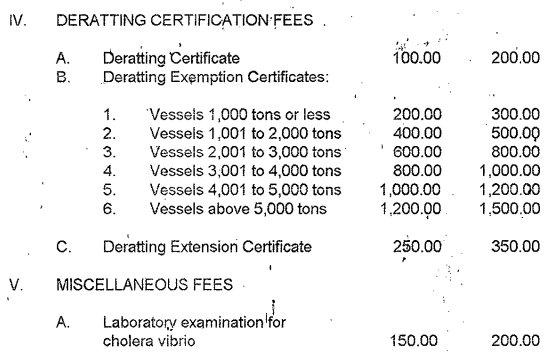 IV. DERATTING CERTIFICATION FEES
A. Deratting Certificate 100.00 200.00
B. Deratting Exemption Certificates:
1. Vessels 1,000 tons or less 200.00 300.00
2. Vessels 1,001 to 2,000 tons 400.00 500.00
3. Vessels 2,001 to 3,000 tons 600.00 800.00
4. Vessels 3,001 to 4,000 tons 800.00 1,000.00
5. Vessels 4,001 to 5,000 tons 1,000.00 1,200.00
6. Vessels above 5,000 tons 1,200.00 1,500.00
C. Deratting Extension Certificate 250.00 350.00
V. MISCELLANEOUS FEES
A. Laboratory examination for
cholera vibrio 150.00 200.00